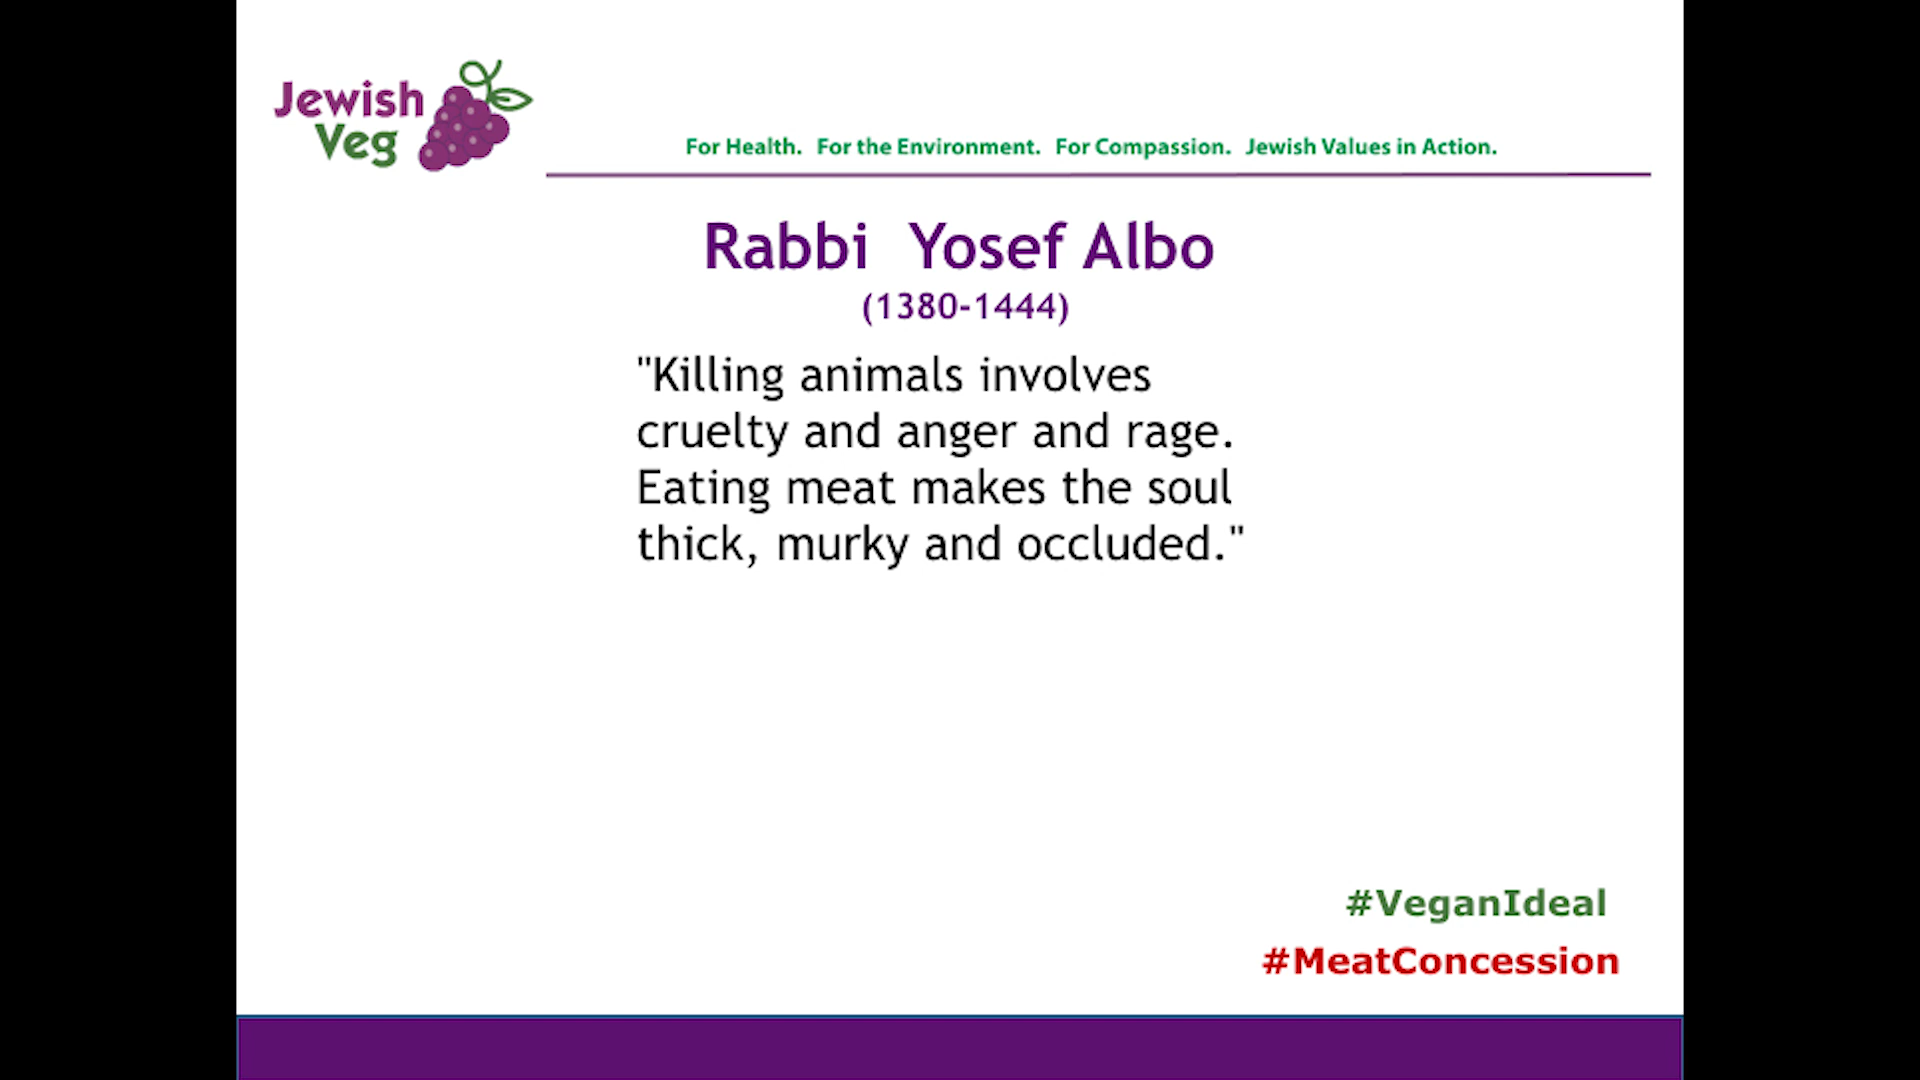 Jewish
Veg
For Health. For the Environment. For Compassion. Jewish Values in Action.
Rabbi Yosef Albo
(1380-1444)
"Killing animals involves
cruelty and anger and rage.
Eating meat makes the soul
thick, murky and occluded."
#VeganIdeal
#MeatConcession